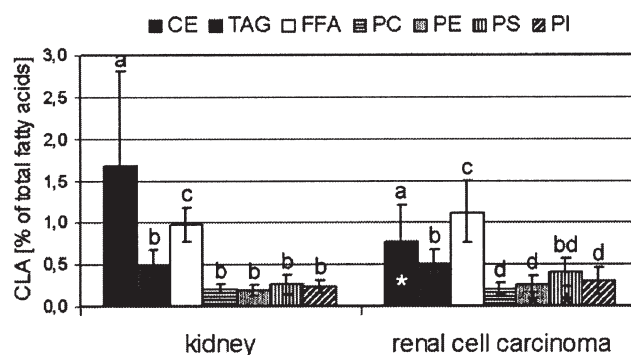 CE TAG FFA PC PE PS PI
CLA [% of total fatty acids]
3,0
2,5
2,0
1,5
1,0
0,5
0,0
a
b
c
b
b
b
b
a
*
b
c
d
d
bd
d
kidney
renal cell carcinoma